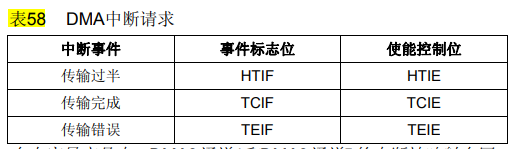 表58 DMA中断请求
中断事件 事件标志位 使能控制位
传输过半 HTIF HTIE
传输完成 TCIF TCIE
传输错误 TEIF TEIE